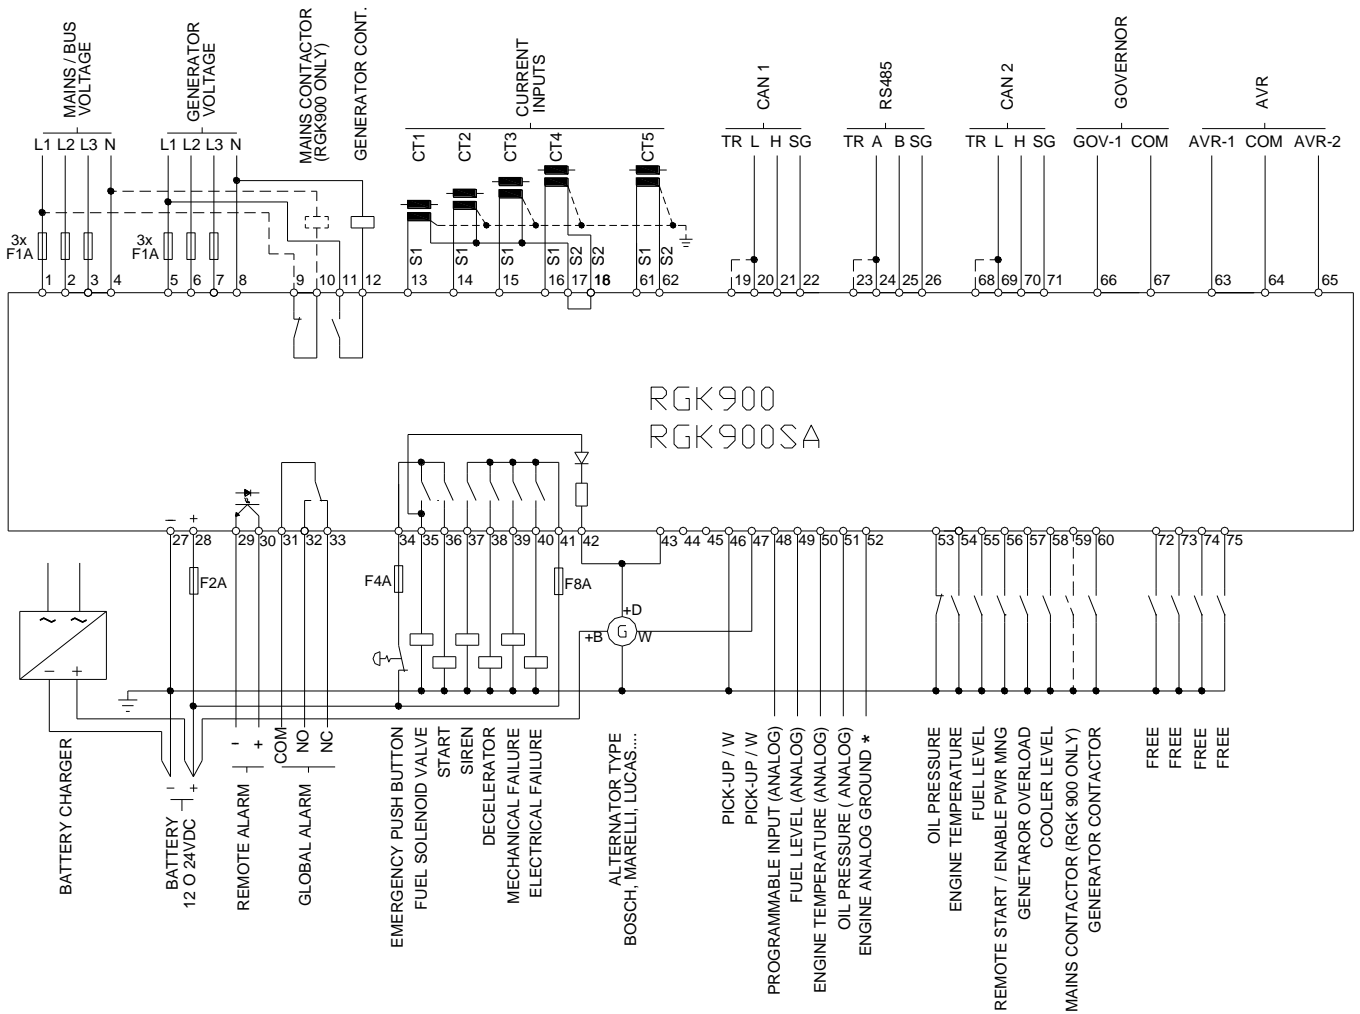 MAINS / BUS
VOLTAGE
GENERATOR
VOLTAGE
MAINS CONTACTOR
(RGK900 ONLY)
GENERATOR CONT.
CURRENT
INPUTS
CAN 1
RS485
CAN 2
GOVERNOR
AVR
L1 L2 L3 N
L1 L2 L3 N
CT1
CT2
CT3
CT4
CT5
TR L H SG
TR A B SG
TR L H SG
GOV-1 COM
AVR-1 COM AVR-2
3x
F1A
3x
F1A
S1
S1
S1
S1
S2
S2
S1
S2
1 2 3 4 5 6 7 8 9 10 11 12 13 14 15 16 17 18 61 62 19 20 21 22 23 24 25 26 68 69 70 71 66 67 63 64 65
RGK900
RGK900SA
− +
27 28 29 30 31 32 33 34 35 36 37 38 39 40 41 42 43 44 45 46 47 48 49 50 51 52 53 54 55 56 57 58 59 60 72 73 74 75
F2A
F4A
F8A
+D
+B
G
W
~ ~
− +
BATTERY CHARGER
− +
BATTERY
12 O 24VDC
- +
REMOTE ALARM
COM
NO
NC
GLOBAL ALARM
EMERGENCY PUSH BUTTON
FUEL SOLENOID VALVE
START
SIREN
DECELERATOR
MECHANICAL FAILURE
ELECTRICAL FAILURE
ALTERNATOR TYPE
BOSCH, MARELLI, LUCAS....
PICK-UP / W
PICK-UP / W
PROGRAMMABLE INPUT (ANALOG)
FUEL LEVEL (ANALOG)
ENGINE TEMPERATURE (ANALOG)
OIL PRESSURE ( ANALOG)
ENGINE ANALOG GROUND *
OIL PRESSURE
ENGINE TEMPERATURE
FUEL LEVEL
REMOTE START / ENABLE PWR MNG
GENETAROR OVERLOAD
COOLER LEVEL
MAINS CONTACTOR (RGK 900 ONLY)
GENERATOR CONTACTOR
FREE
FREE
FREE
FREE